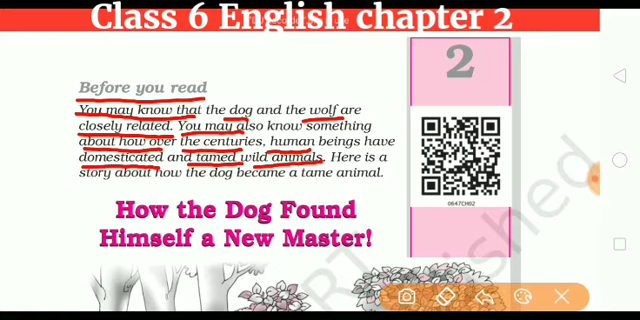 Class 6 English chapter 2
2
Before you read
You may know that the dog and the wolf are
closely related. You may also know something
about how over the centuries, human beings have
domesticated and tamed wild animals. Here is a
story about how the dog became a tame animal.
0647CH02
How the Dog Found
Himself a New Master!